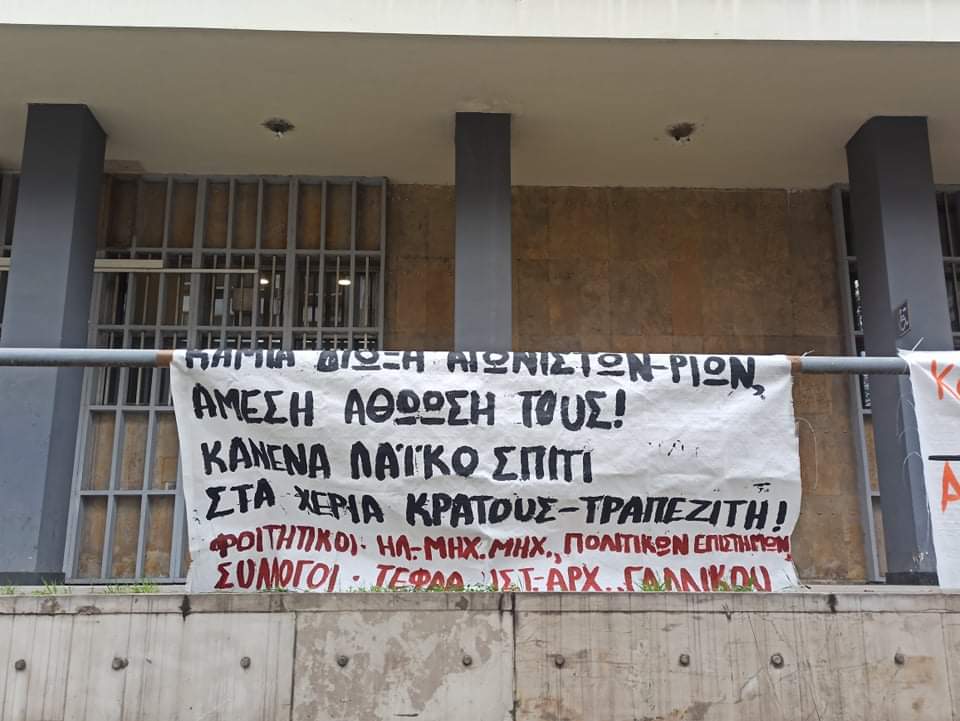 ΚΑΜΙΑ ΔΙΩΞΗ ΑΓΩΝΙΣΤΩΝ-ΡΙΩΝ,
ΑΜΕΣΗ ΑΘΩΩΣΗ ΤΟΥΣ!
ΚΑΝΕΝΑ ΛΑΪΚΟ ΣΠΙΤΙ
ΣΤΑ ΧΕΡΙΑ ΚΡΑΤΟΥΣ-ΤΡΑΠΕΖΙΤΗ!
ΦΟΙΤΗΤΙΚΟΙ· ΗΛ.-ΜΗΧ. ΜΗΧ., ΠΟΛΙΤΙΚΩΝ ΕΠΙΣΤΗΜΩΝ,
ΣΥΛΛΟΓΟΙ· ΤΕΦΑΑ, ΙΣΤ-ΑΡΧ., ΓΑΛΛΙΚΟΥ